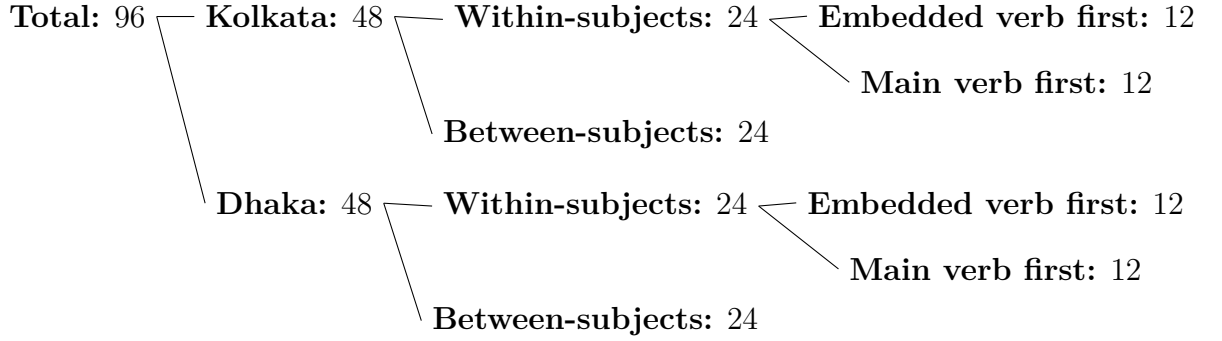 Total: 96 Kolkata: 48 Within-subjects: 24 Embedded verb first: 12
Main verb first: 12
Between-subjects: 24
Dhaka: 48 Within-subjects: 24 Embedded verb first: 12
Main verb first: 12
Between-subjects: 24